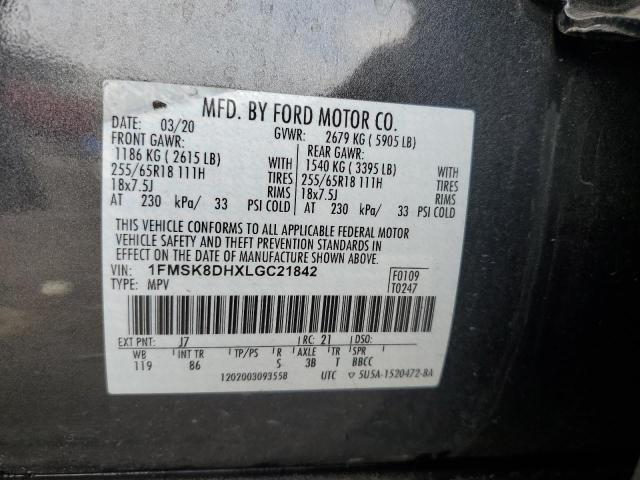 MFD. BY FORD MOTOR CO.
DATE: 03/20 GVWR: 2679 KG ( 5905 LB)
FRONT GAWR: REAR GAWR:
1186 KG ( 2615 LB) WITH 1540 KG ( 3395 LB) WITH
255/65R18 111H TIRES 255/65R18 111H TIRES
18x7.5J RIMS 18x7.5J RIMS
AT 230 kPa/ 33 PSI COLD AT 230 kPa/ 33 PSI COLD
THIS VEHICLE CONFORMS TO ALL APPLICABLE FEDERAL MOTOR
VEHICLE SAFETY AND THEFT PREVENTION STANDARDS IN
EFFECT ON THE DATE OF MANUFACTURE SHOWN ABOVE.
VIN: 1FMSK8DHXLGC21842 F0109
TYPE: MPV T0247
EXT PNT: J7 RC: 21 DSO:
WB INT TR TP/PS R AXLE TR SPR
119 86 S 3B T BBCC
1202003093558 UTC ▽ 5U5A-1520472-8A